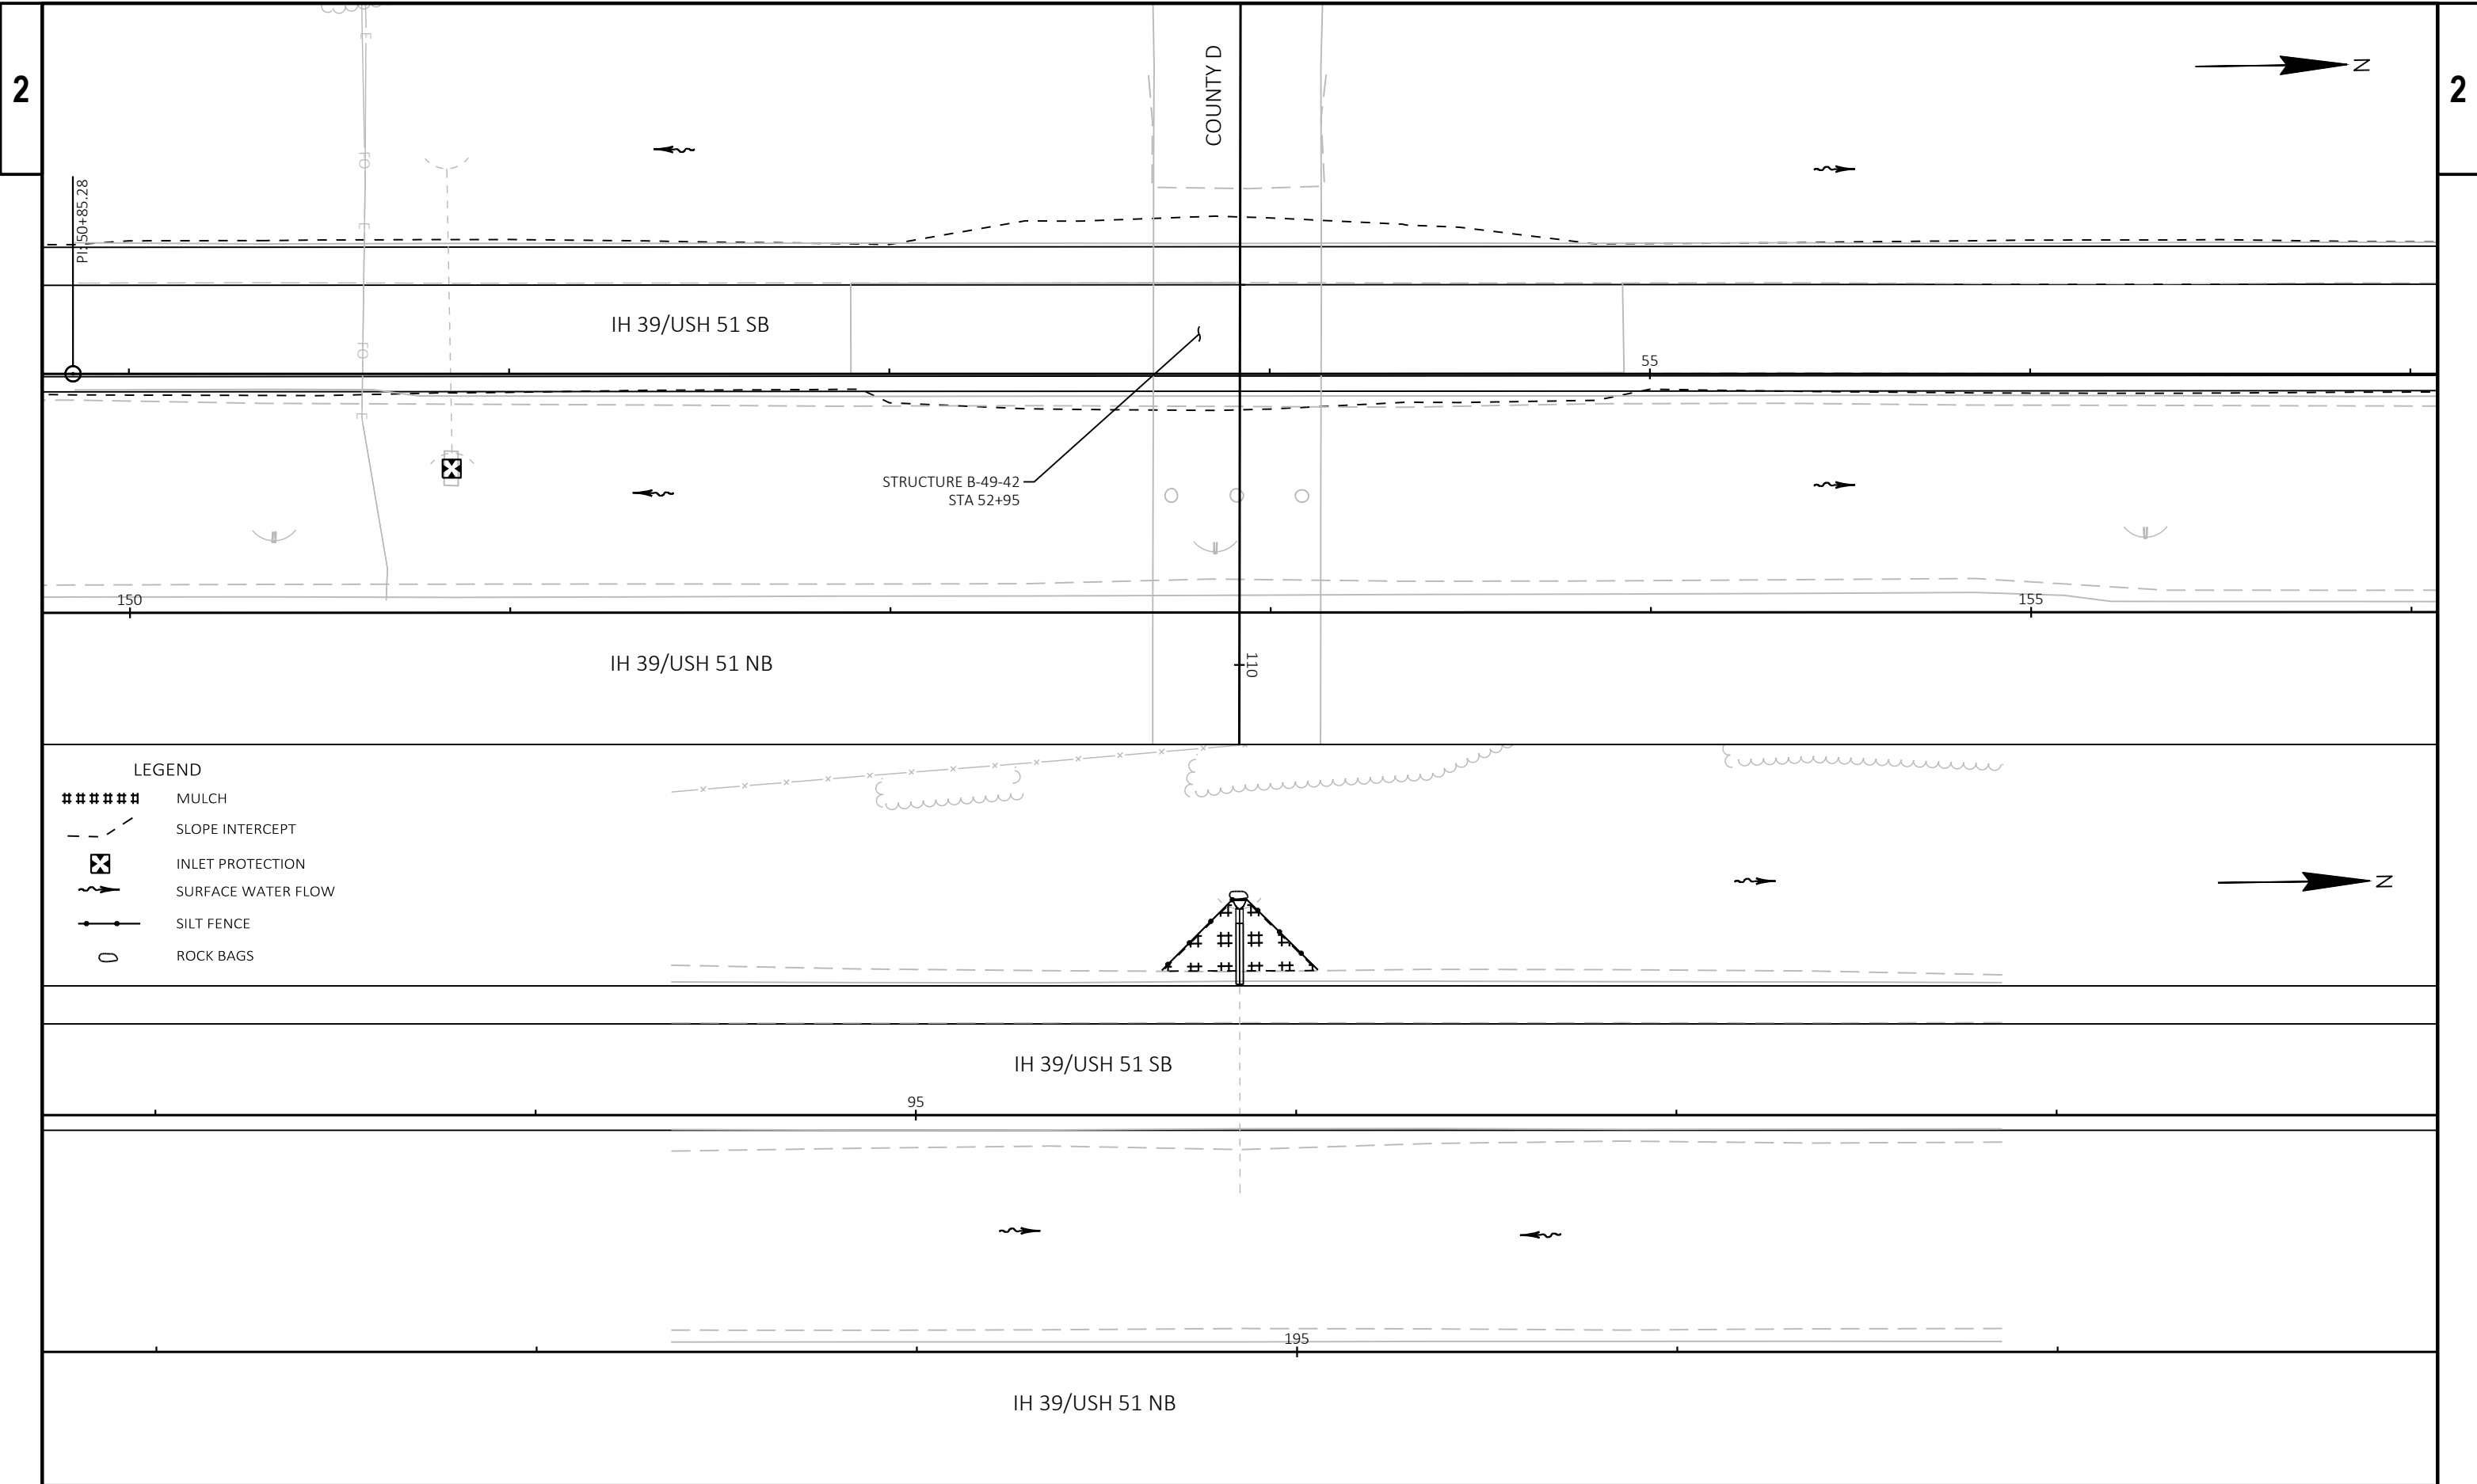 2
2
COUNTY D
N
PI 50+85.28
E
FO
E
FO
E
IH 39/USH 51 SB
55
STRUCTURE B-49-42
STA 52+95
150
155
IH 39/USH 51 NB
110
LEGEND
MULCH
SLOPE INTERCEPT
INLET PROTECTION
SURFACE WATER FLOW
SILT FENCE
ROCK BAGS
N
IH 39/USH 51 SB
95
195
IH 39/USH 51 NB